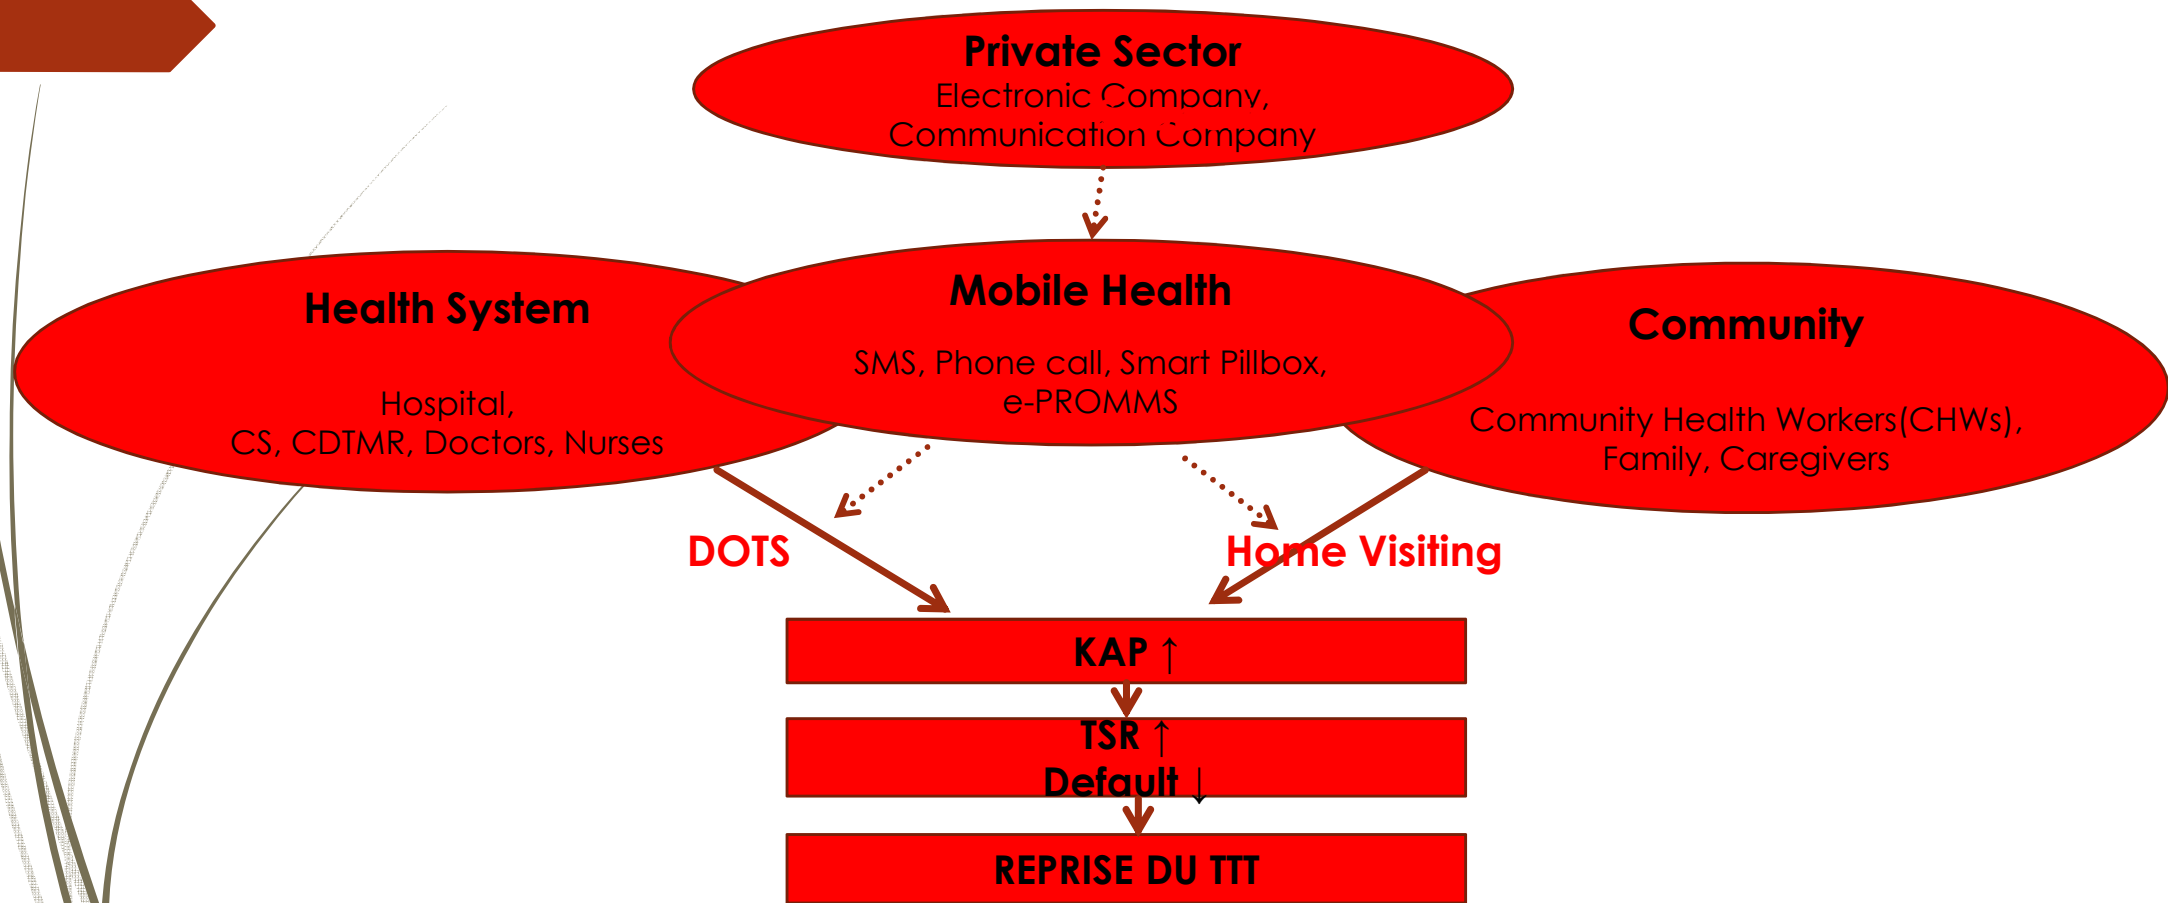 Private Sector
Electronic Company,
Communication Company
Health System
Hospital,
CS, CDTMR, Doctors, Nurses
Mobile Health
SMS, Phone call, Smart Pillbox,
e-PROMMS
Community
Community Health Workers(CHWs),
Family, Caregivers
DOTS
Home Visiting
KAP ↑
TSR ↑
Default ↓
REPRISE DU TTT